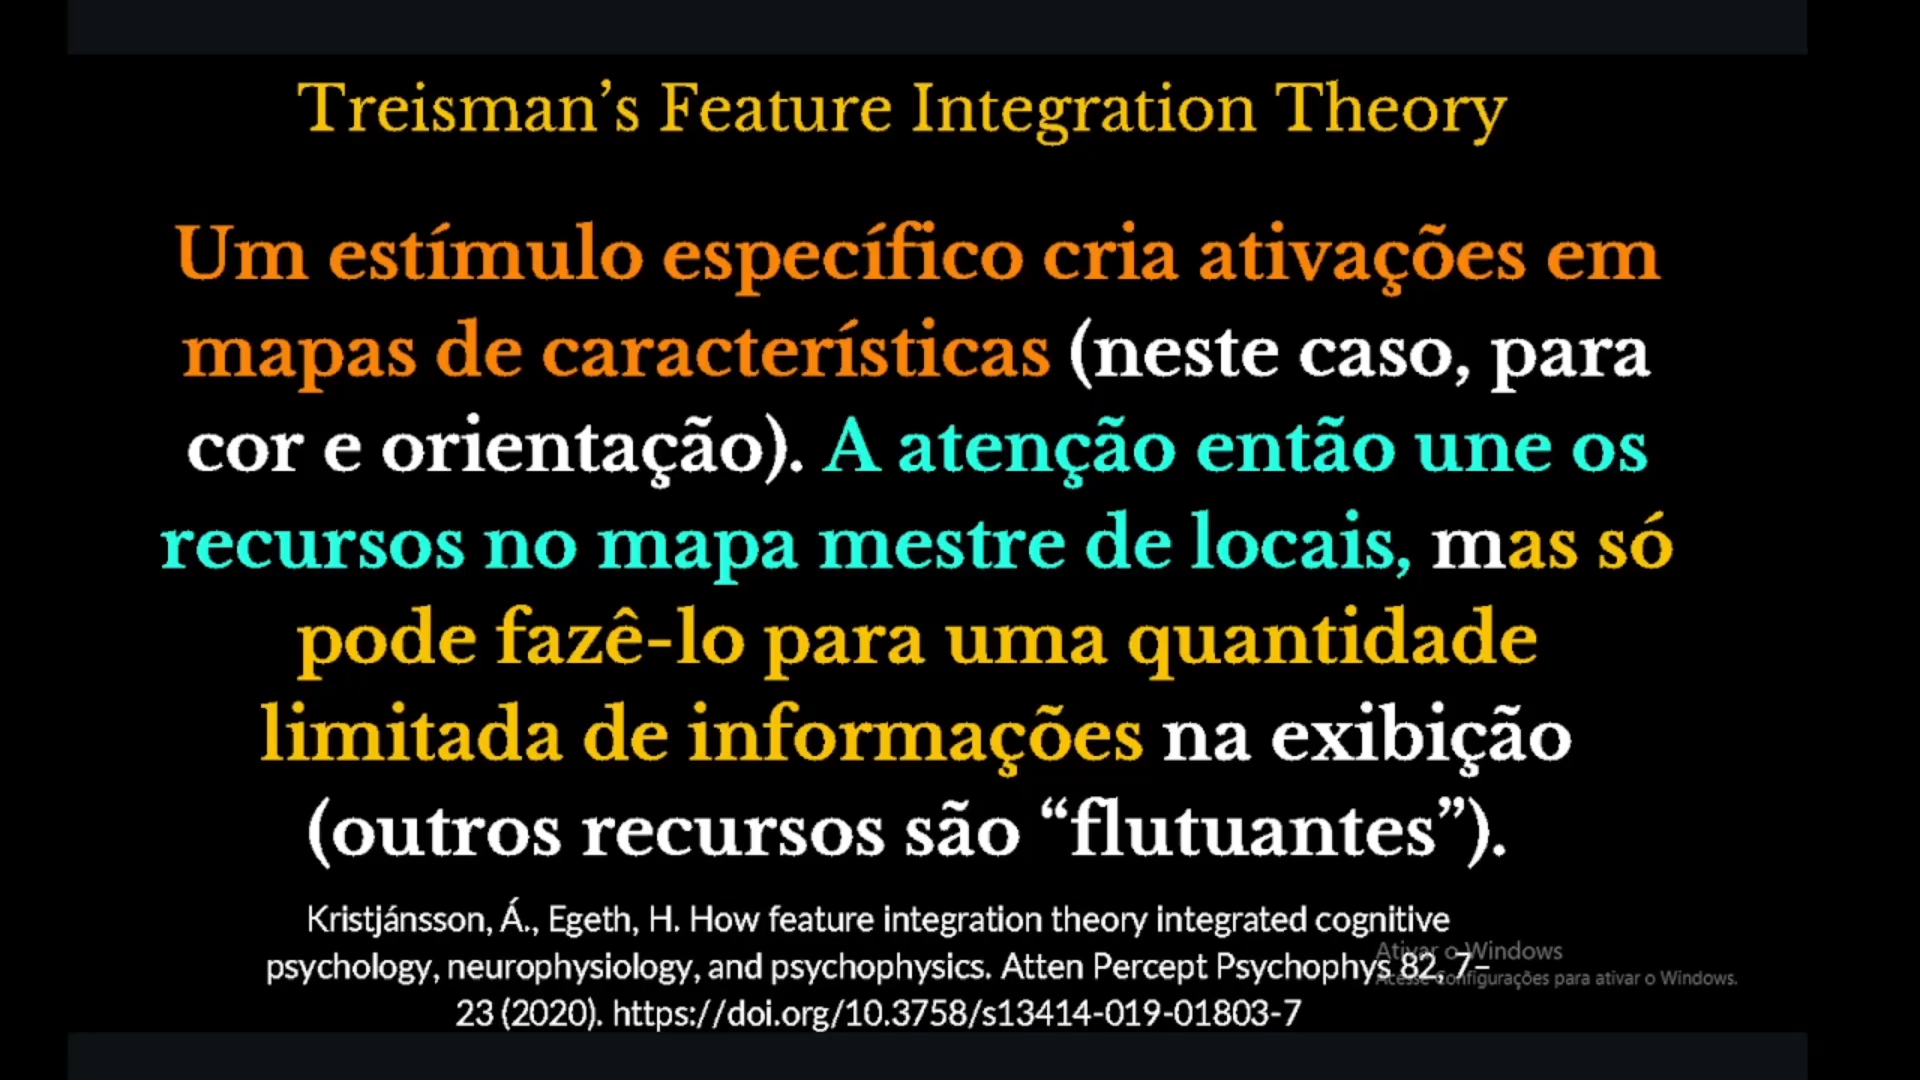 Treisman’s Feature Integration Theory
Um estímulo específico cria ativações em
mapas de características (neste caso, para
cor e orientação). A atenção então une os
recursos no mapa mestre de locais, mas só
pode fazê-lo para uma quantidade
limitada de informações na exibição
(outros recursos são “flutuantes”).
Kristjánsson, Á., Egeth, H. How feature integration theory integrated cognitive
psychology, neurophysiology, and psychophysics. Atten Percept Psychophys 82, 7–
23 (2020). https://doi.org/10.3758/s13414-019-01803-7
Ativar o Windows
Acesse Configurações para ativar o Windows.